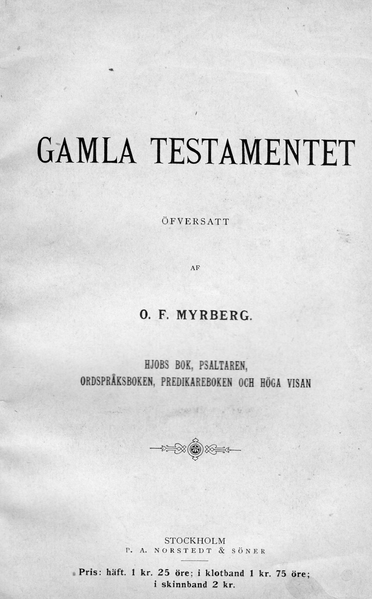 GAMLA TESTAMENTET
ÖFVERSATT
AF
O. F. MYRBERG.
HJOBS BOK, PSALTAREN,
ORDSPRÅKSBOKEN, PREDIKAREBOKEN OCH HÖGA VISAN
STOCKHOLM
P. A. NORSTEDT & SÖNER
Pris: häft. 1 kr. 25 öre; i klotband 1 kr. 75 öre;
i skinnband 2 kr.